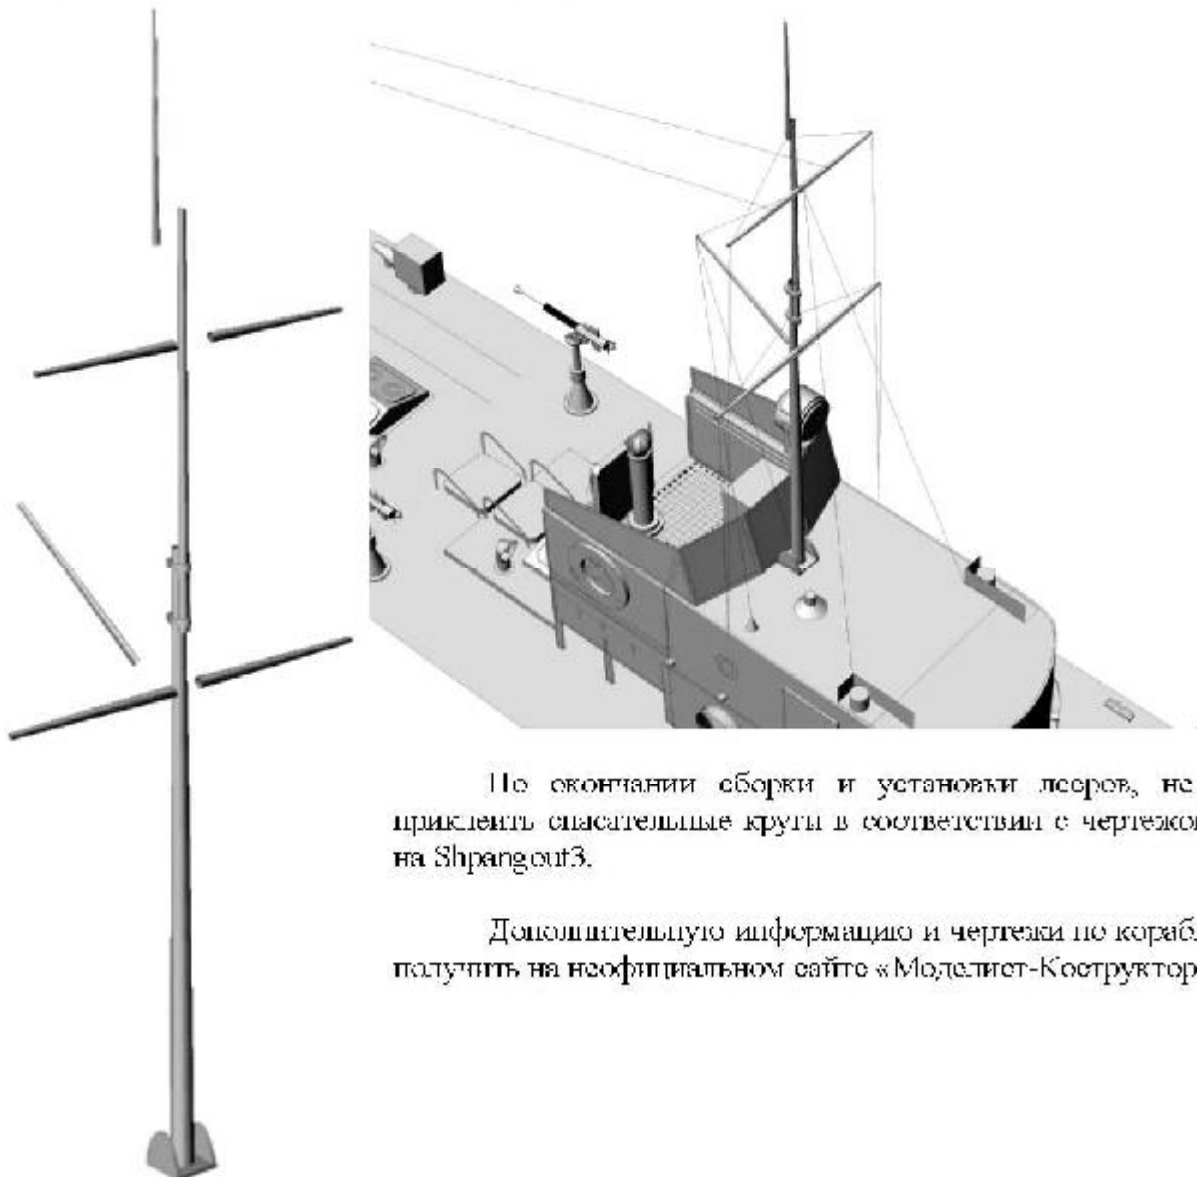 По окончании сборки и установки лееров, не
приклеить спасательные круги в соответствии с чертежо
на Shpangout3.
Дополнительную информацию и чертежи по кораб
получить на неофициальном сайте «Моделист-Коструктор